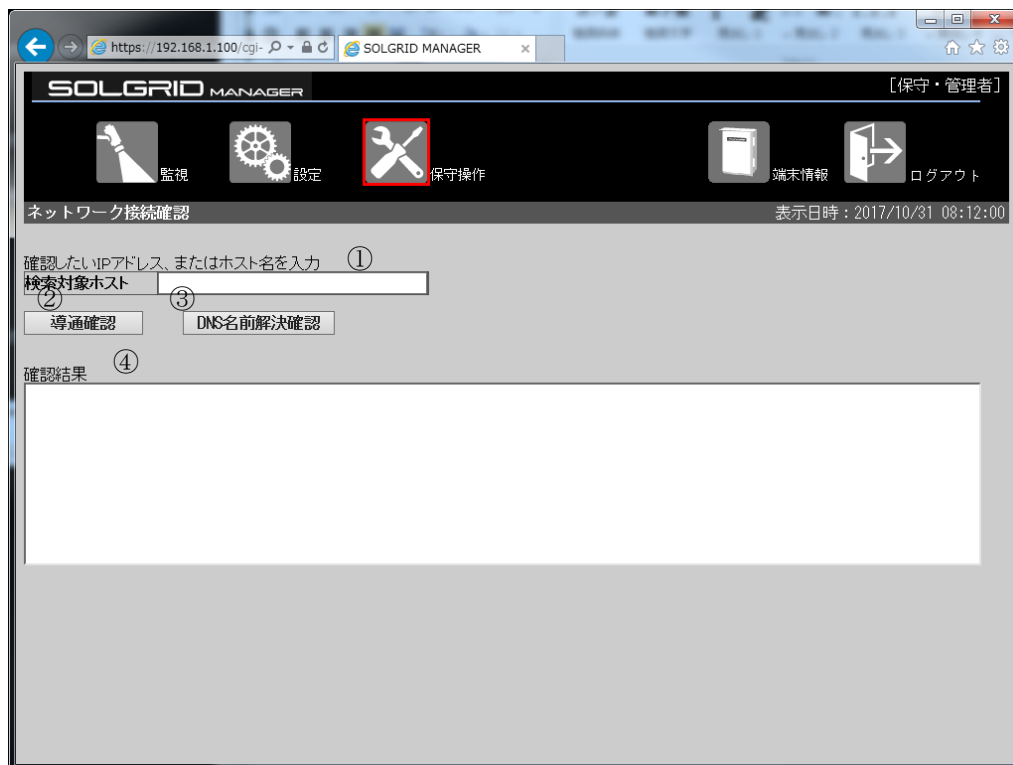 https://192.168.1.100/cgi-
SOLGRID MANAGER
SOLGRID MANAGER
[保守・管理者]
監視
設定
保守操作
端末情報
ログアウト
ネットワーク接続確認
表示日時：2017/10/31 08:12:00
確認したいIPアドレス、またはホスト名を入力 ①
検索対象ホスト
② ③
導通確認 DNS名前解決確認
④
確認結果